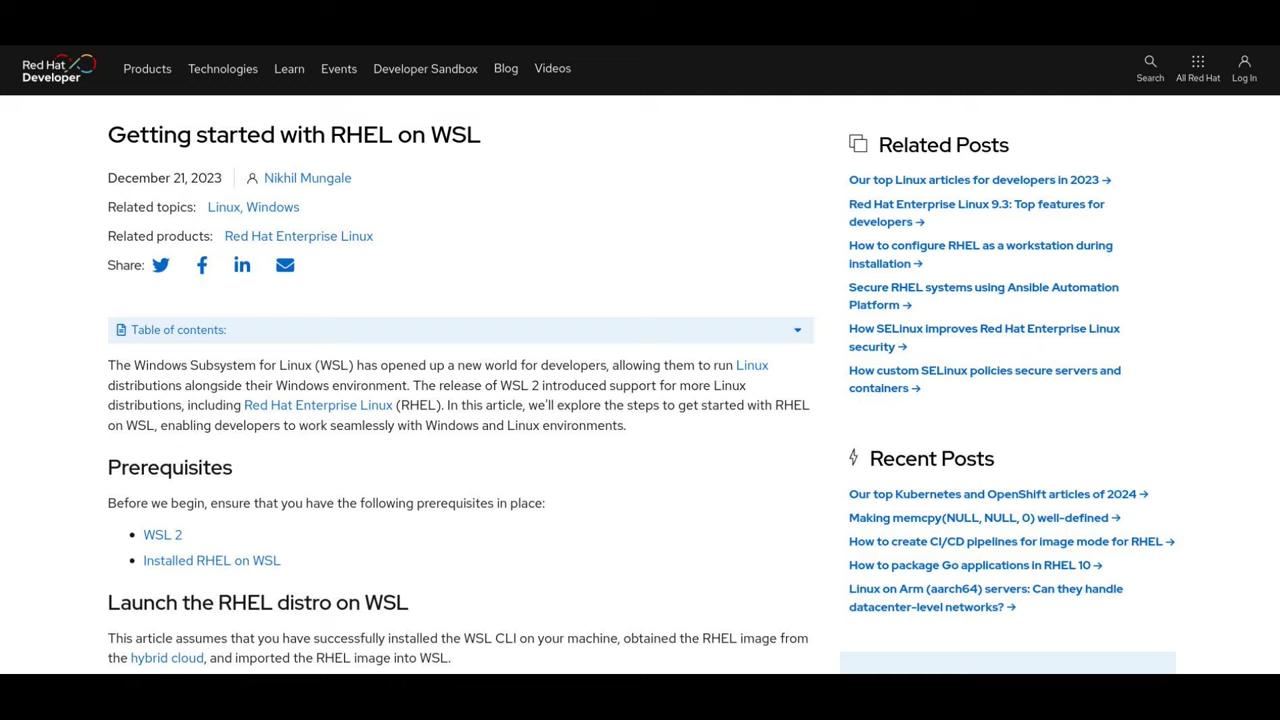 Red Hat
Developer
Products Technologies Learn Events Developer Sandbox Blog Videos
Search All Red Hat Log In
Getting started with RHEL on WSL
December 21, 2023 Nikhil Mungale
Related topics: Linux, Windows
Related products: Red Hat Enterprise Linux
Share:
Table of contents:
The Windows Subsystem for Linux (WSL) has opened up a new world for developers, allowing them to run Linux
distributions alongside their Windows environment. The release of WSL 2 introduced support for more Linux
distributions, including Red Hat Enterprise Linux (RHEL). In this article, we'll explore the steps to get started with RHEL
on WSL, enabling developers to work seamlessly with Windows and Linux environments.
Prerequisites
Before we begin, ensure that you have the following prerequisites in place:
• WSL 2
• Installed RHEL on WSL
Launch the RHEL distro on WSL
This article assumes that you have successfully installed the WSL CLI on your machine, obtained the RHEL image from
the hybrid cloud, and imported the RHEL image into WSL.
Related Posts
Our top Linux articles for developers in 2023 →
Red Hat Enterprise Linux 9.3: Top features for
developers →
How to configure RHEL as a workstation during
installation →
Secure RHEL systems using Ansible Automation
Platform →
How SELinux improves Red Hat Enterprise Linux
security →
How custom SELinux policies secure servers and
containers →
Recent Posts
Our top Kubernetes and OpenShift articles of 2024 →
Making memcpy(NULL, NULL, 0) well-defined →
How to create CI/CD pipelines for image mode for RHEL →
How to package Go applications in RHEL 10 →
Linux on Arm (aarch64) servers: Can they handle
datacenter-level networks? →